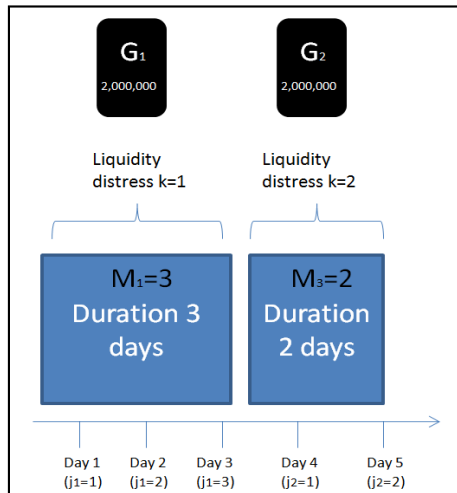 G₁ G₂
2,000,000 2,000,000
Liquidity distress k=1
Liquidity distress k=2
M₁=3 M₃=2
Duration 3 days
Duration 2 days
Day 1 Day 2 Day 3 Day 4 Day 5
(j1=1) (j1=2) (j1=3) (j2=1) (j2=2)